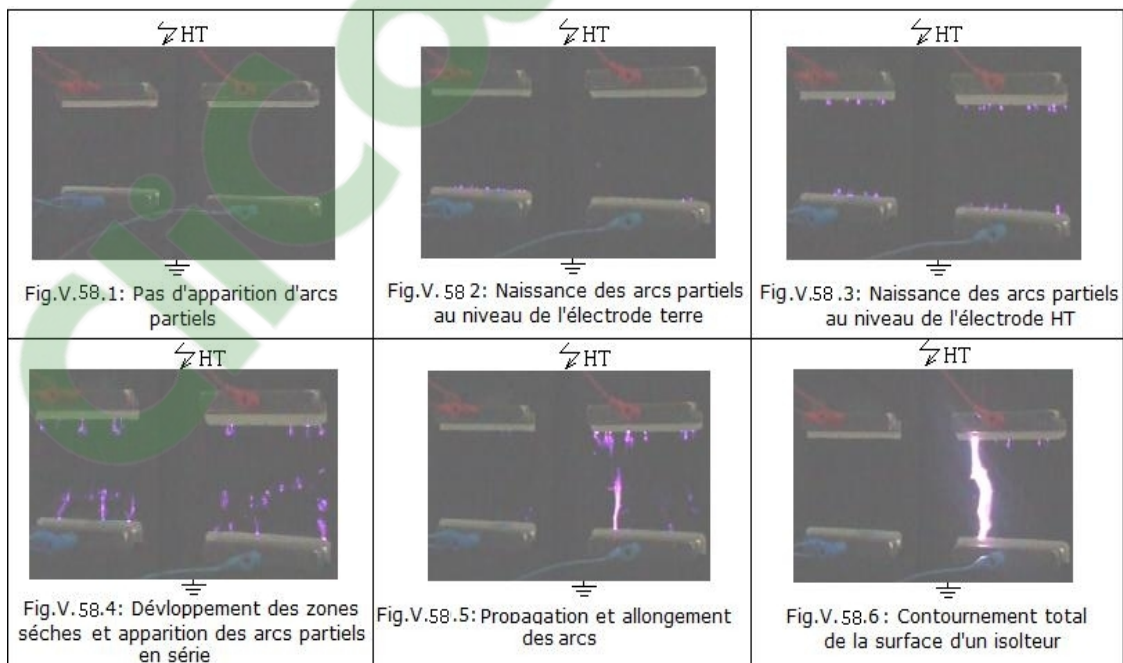 HT
HT
HT
Fig.V.58.1: Pas d'apparition d'arcs
partiels
Fig.V. 58 2: Naissance des arcs partiels
au niveau de l'électrode terre
Fig.V.58 .3: Naissance des arcs partiels
au niveau de l'électrode HT
HT
HT
HT
Fig.V.58.4: Dévloppement des zones
séches et apparition des arcs partiels
en série
Fig.V.58.5: Propagation et allongement
des arcs
Fig.V.58.6: Contournement total
de la surface d'un isolteur